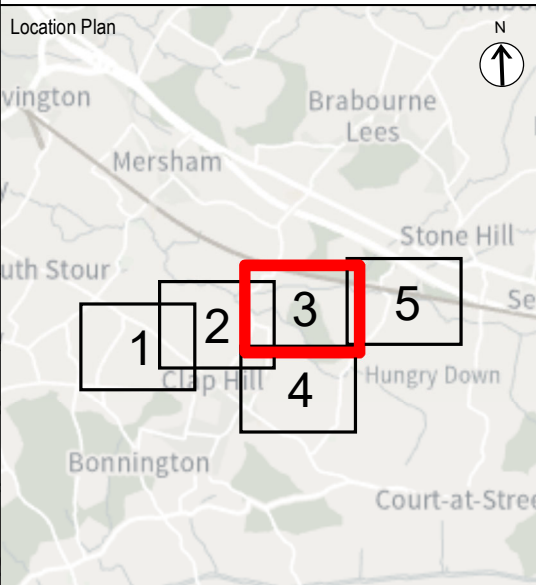 Location Plan
N
vington
Brabourne
Lees
Mersham
Stone Hill
uth Stour
Se
3
5
2
1
Clap Hill
4
Hungry Down
Bonnington
Court-at-Stree